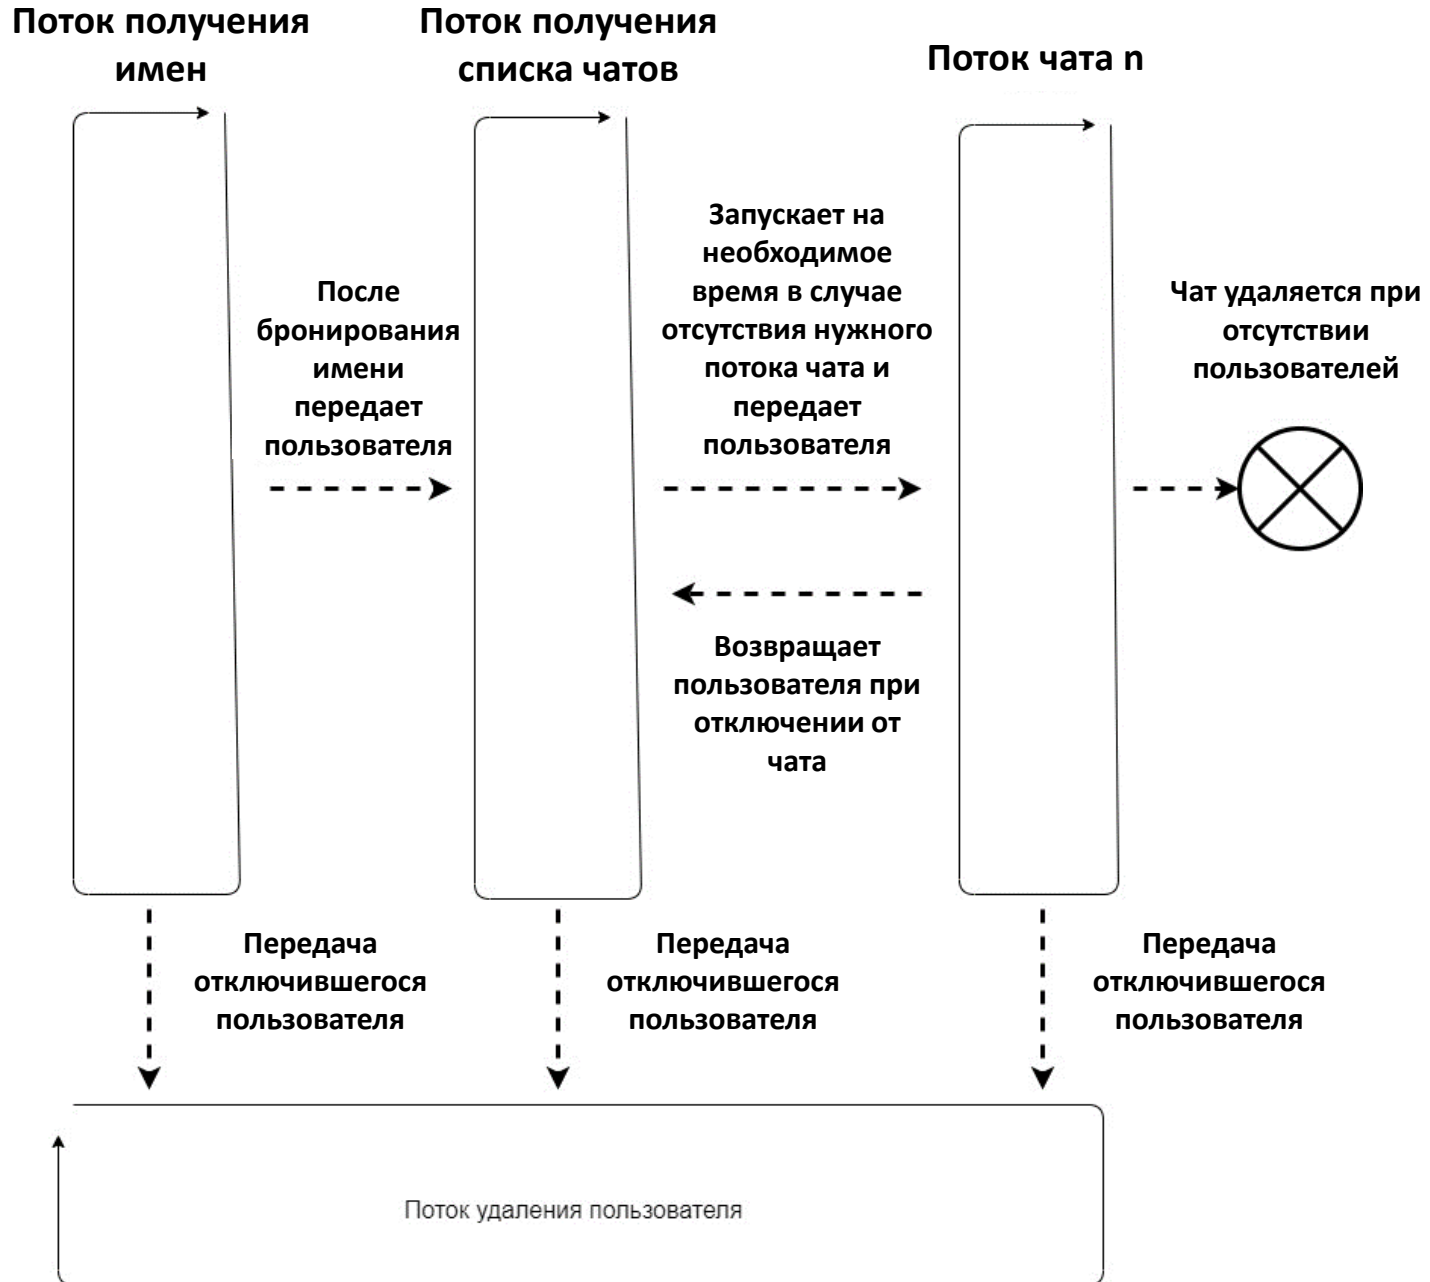 Поток получения
имен
Поток получения
списка чатов
Поток чата n
После
бронирования
имени
передает
пользователя
Запускает на
необходимое
время в случае
отсутствия нужного
потока чата и
передает
пользователя
Чат удаляется при
отсутствии
пользователей
Возвращает
пользователя при
отключении от
чата
Передача
отключившегося
пользователя
Передача
отключившегося
пользователя
Передача
отключившегося
пользователя
Поток удаления пользователя